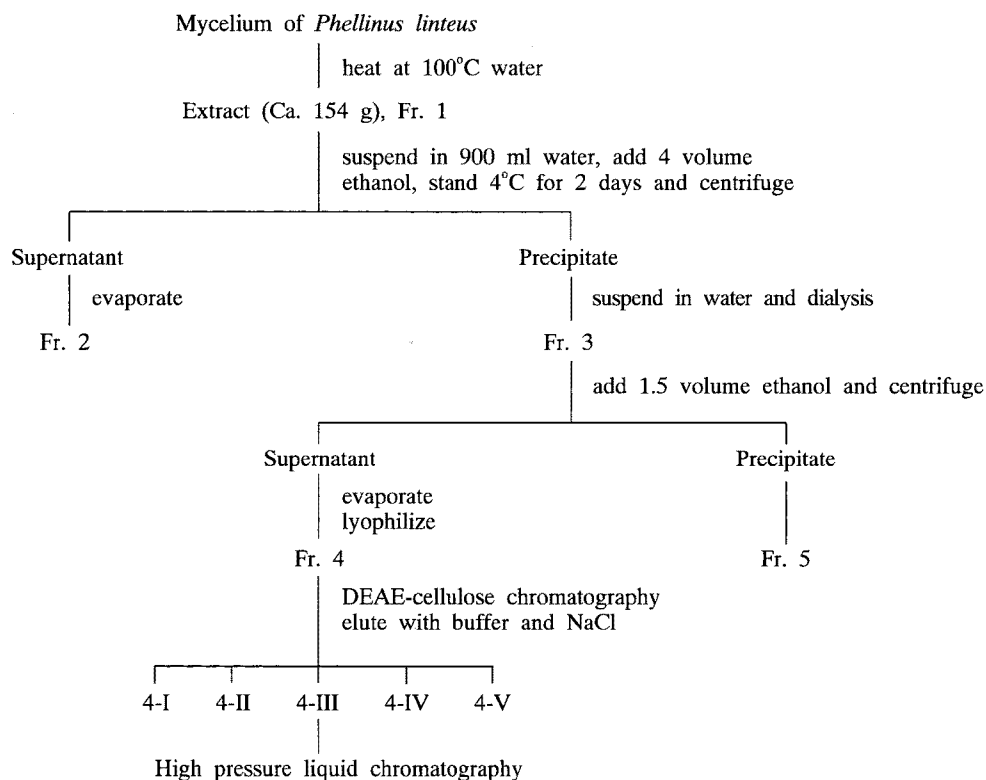 Mycelium of Phellinus linteus
heat at 100°C water
Extract (Ca. 154 g), Fr. 1
suspend in 900 ml water, add 4 volume
ethanol, stand 4°C for 2 days and centrifuge
Supernatant
Precipitate
evaporate
suspend in water and dialysis
Fr. 2
Fr. 3
add 1.5 volume ethanol and centrifuge
Supernatant
Precipitate
evaporate
lyophilize
Fr. 4
Fr. 5
DEAE-cellulose chromatography
elute with buffer and NaCl
4-I
4-II
4-III
4-IV
4-V
High pressure liquid chromatography